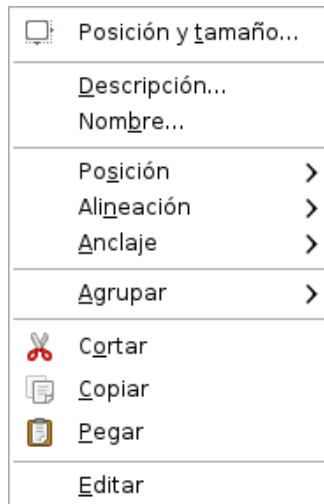 Posición y tamaño...
Descripción...
Nombre...
Posición
Alineación
Anclaje
Agrupar
Cortar
Copiar
Pegar
Editar